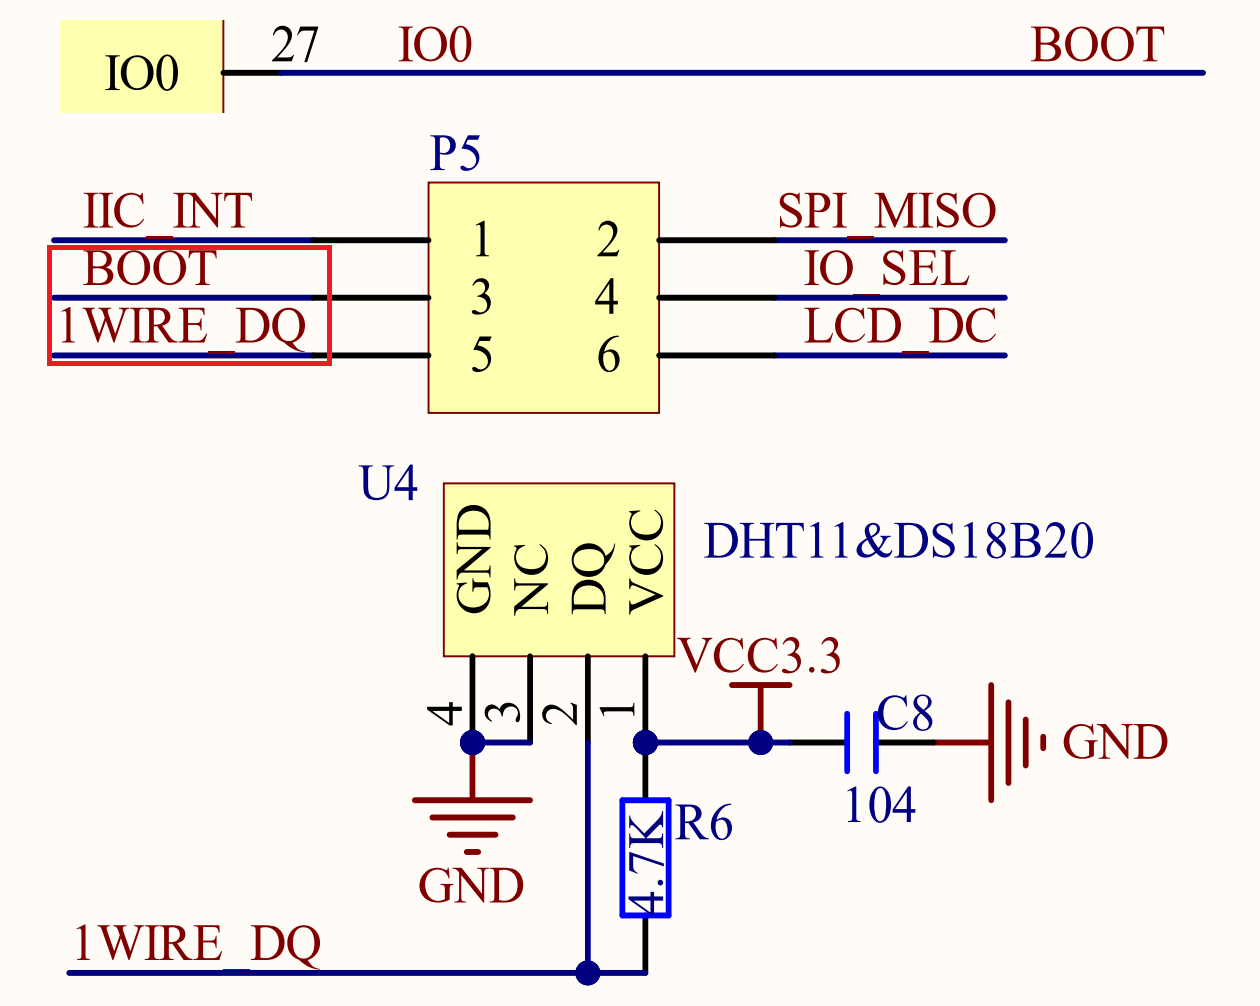 IO0 27 IO0 BOOT
P5
IIC_INT 1 2 SPI_MISO
BOOT 3 4 IO_SEL
1WIRE_DQ 5 6 LCD_DC
U4
GND NC DQ VCC
DHT11&DS18B20
VCC3.3
4 3 2 1
C8
GND
104
R6
4.7K
GND
1WIRE_DQ